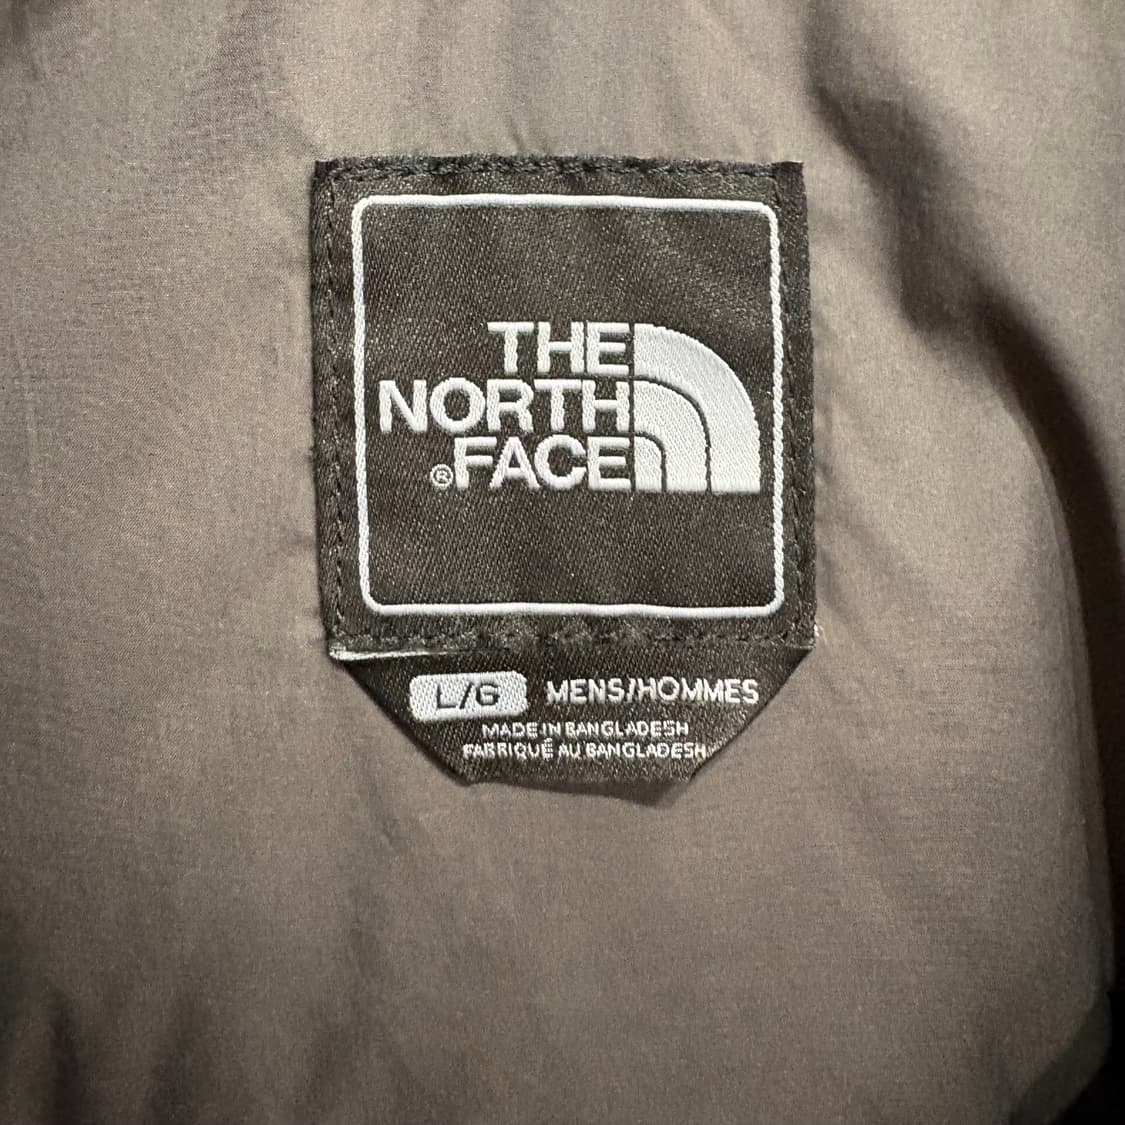 THE
NORTH
®FACE
L/G MENS/HOMMES
MADE IN BANGLADESH
FABRIQUÉ AU BANGLADESH